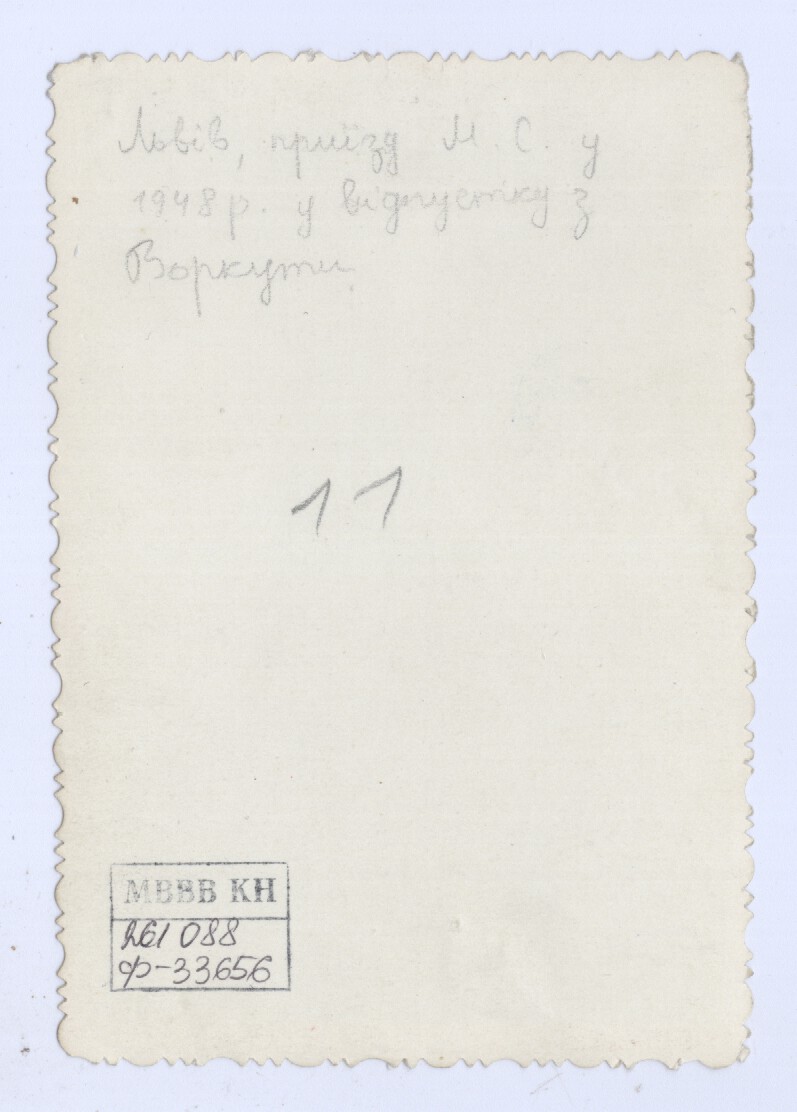 Львів, приїзд М. С. у
1948 р. у відпустку з
Воркути
11
МВВВ КН
261 088
ф-33656